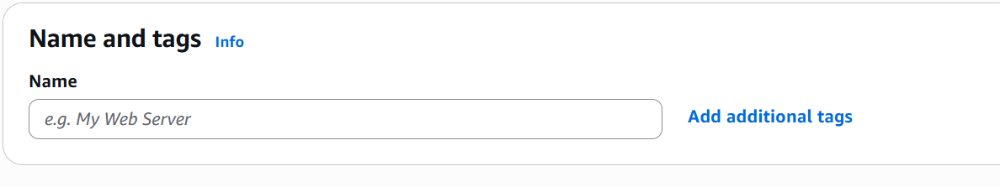 Name and tags Info
Name
e.g. My Web Server
Add additional tags